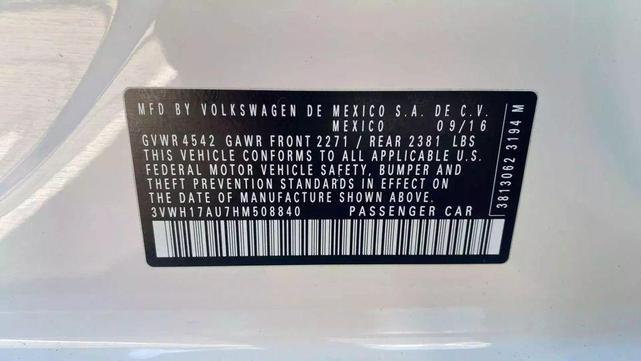 MFD BY VOLKSWAGEN DE MEXICO S.A. DE C.V.
MEXICO 09/16
GVWR 4542 GAWR FRONT 2271 / REAR 2381 LBS
THIS VEHICLE CONFORMS TO ALL APPLICABLE U.S.
FEDERAL MOTOR VEHICLE SAFETY, BUMPER AND
THEFT PREVENTION STANDARDS IN EFFECT ON
THE DATE OF MANUFACTURE SHOWN ABOVE.
3VWH17AU7HM508840 PASSENGER CAR
3813062 3194 M